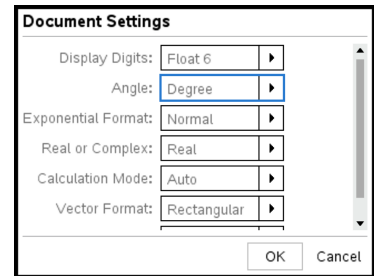 Document Settings
Display Digits: Float 6
Angle: Degree
Exponential Format: Normal
Real or Complex: Real
Calculation Mode: Auto
Vector Format: Rectangular
OK Cancel